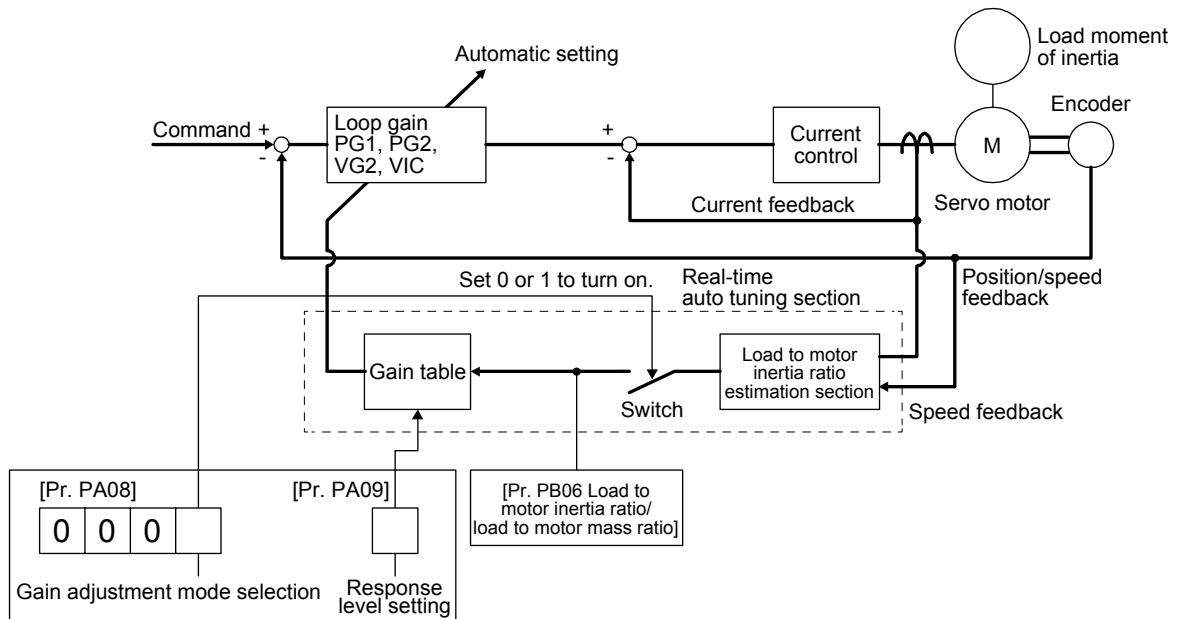 Load moment
of inertia
Automatic setting
Encoder
Command +
-
Loop gain
PG1, PG2,
VG2, VIC
+
-
Current
control
M
Servo motor
Current feedback
Set 0 or 1 to turn on.
Real-time
auto tuning section
Position/speed
feedback
Gain table
Switch
Load to motor
inertia ratio
estimation section
Speed feedback
[Pr. PA08]
0 0 0
Gain adjustment mode selection
[Pr. PA09]
Response
level setting
[Pr. PB06 Load to
motor inertia ratio/
load to motor mass ratio]